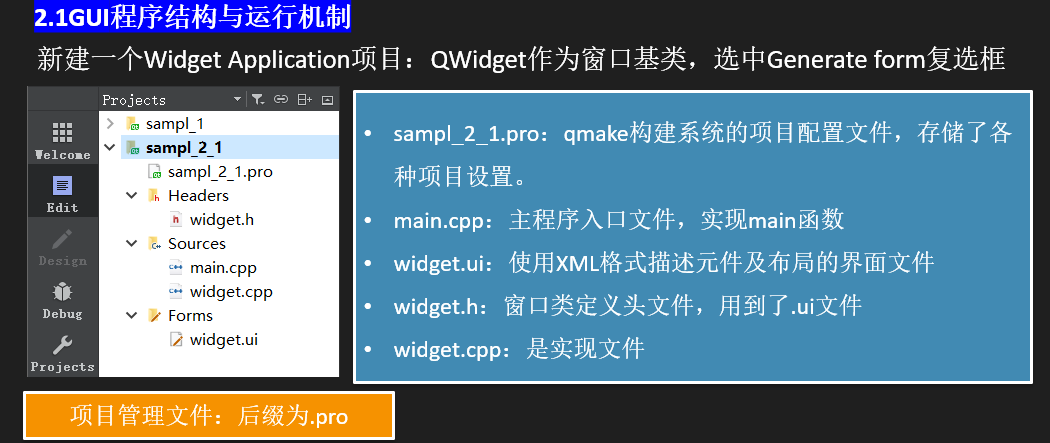 2.1GUI程序结构与运行机制
新建一个Widget Application项目：QWidget作为窗口基类，选中Generate form复选框
Projects
Welcome
Edit
Design
Debug
Projects
sampl_1
sampl_2_1
sampl_2_1.pro
Headers
widget.h
Sources
main.cpp
widget.cpp
Forms
widget.ui
• sampl_2_1.pro：qmake构建系统的项目配置文件，存储了各
种项目设置。
• main.cpp：主程序入口文件，实现main函数
• widget.ui：使用XML格式描述元件及布局的界面文件
• widget.h：窗口类定义头文件，用到了.ui文件
• widget.cpp：是实现文件
项目管理文件：后缀为.pro